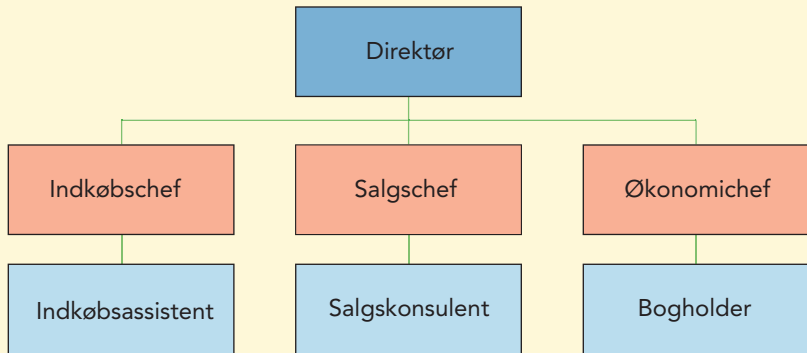 Direktør
Indkøbschef
Salgschef
Økonomichef
Indkøbsassistent
Salgskonsulent
Bogholder